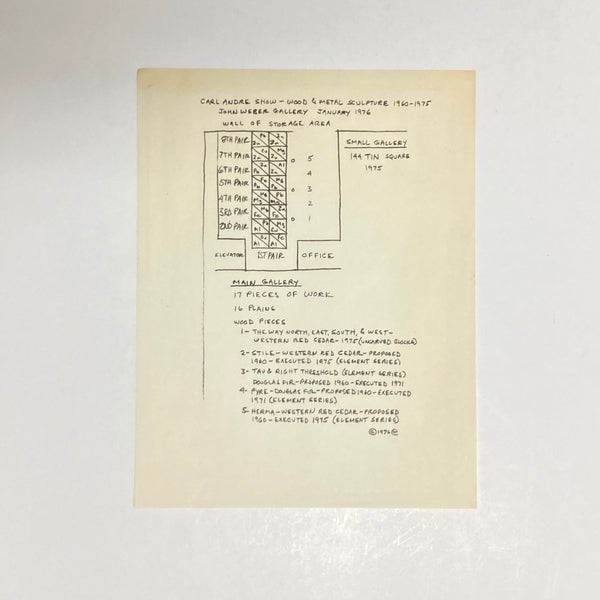 CARL ANDRE SHOW – WOOD & METAL SCULPTURE 1960-1975
JOHN WEBER GALLERY JANUARY 1976
WALL OF STORAGE AREA
SMALL GALLERY
144 TIN SQUARE
1975
8TH PAIR
7TH PAIR
6TH PAIR
5TH PAIR
4TH PAIR
3RD PAIR
2ND PAIR
5
4
3
2
1
ELEVATOR
1ST PAIR
OFFICE
MAIN GALLERY
17 PIECES OF WORK
16 PLAINS
WOOD PIECES
1- THE WAY NORTH, EAST, SOUTH, & WEST-
WESTERN RED CEDAR-1975 (UNCARVED BLOCKS)
2- STILE-WESTERN RED CEDAR-PROPOSED
1960-EXECUTED 1975 (ELEMENT SERIES)
3- TAU & RIGHT THRESHOLD (ELEMENT SERIES)
DOUGLAS FIR-PROPOSED 1960-EXECUTED 1971
4- PYRE-DOUGLAS FIR-PROPOSED 1960-EXECUTED
1971 (ELEMENT SERIES)
5- HERMA-WESTERN RED CEDAR-PROPOSED
1960-EXECUTED 1975 (ELEMENT SERIES)
©1976